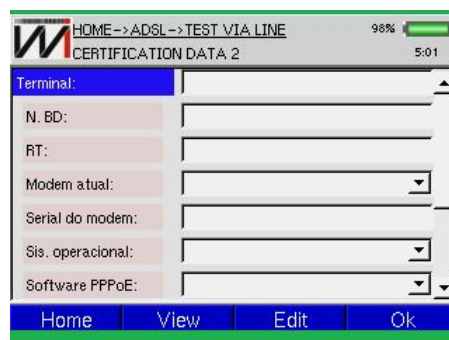 HOME->ADSL->TEST VIA LINE
98%
CERTIFICATION DATA 2
5:01
Terminal:
N. BD:
RT:
Modem atual:
Serial do modem:
Sis. operacional:
Software PPPoE:
Home View Edit Ok